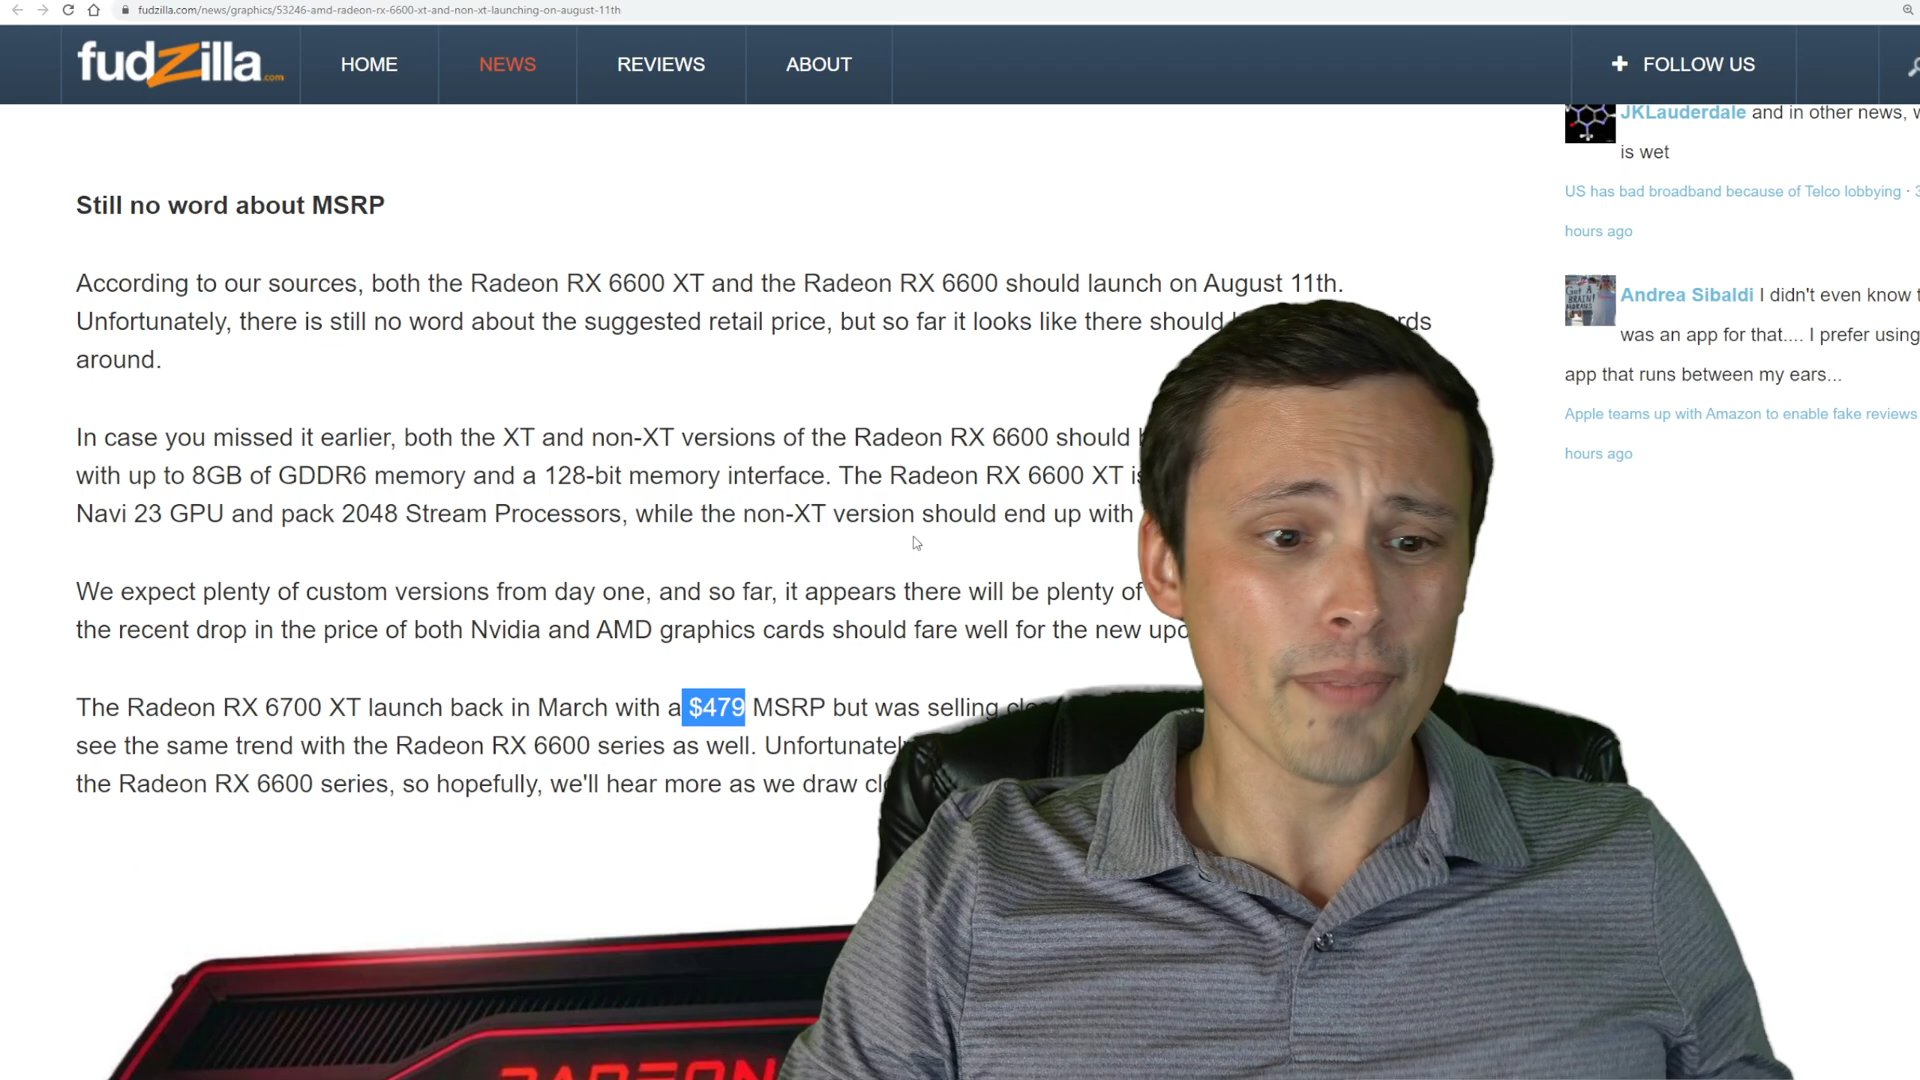 fudzilla.com/news/graphics/53246-amd-radeon-rx-6600-xt-and-non-xt-launching-on-august-11th
fudzilla.com
HOME
NEWS
REVIEWS
ABOUT
+ FOLLOW US
Still no word about MSRP
According to our sources, both the Radeon RX 6600 XT and the Radeon RX 6600 should launch on August 11th.
Unfortunately, there is still no word about the suggested retail price, but so far it looks like there should
around.
In case you missed it earlier, both the XT and non-XT versions of the Radeon RX 6600 should
with up to 8GB of GDDR6 memory and a 128-bit memory interface. The Radeon RX 6600 XT
Navi 23 GPU and pack 2048 Stream Processors, while the non-XT version should end up with
We expect plenty of custom versions from day one, and so far, it appears there will be plenty of
the recent drop in the price of both Nvidia and AMD graphics cards should fare well for the new
The Radeon RX 6700 XT launch back in March with a $479 MSRP but was selling
see the same trend with the Radeon RX 6600 series as well.
the Radeon RX 6600 series, so hopefully, we'll hear more as we draw
JKLauderdale and in other news,
is wet
US has bad broadband because of Telco lobbying ·
hours ago
Andrea Sibaldi I didn't even know
was an app for that.... I prefer using
app that runs between my ears...
Apple teams up with Amazon to enable fake reviews
hours ago
RADEON